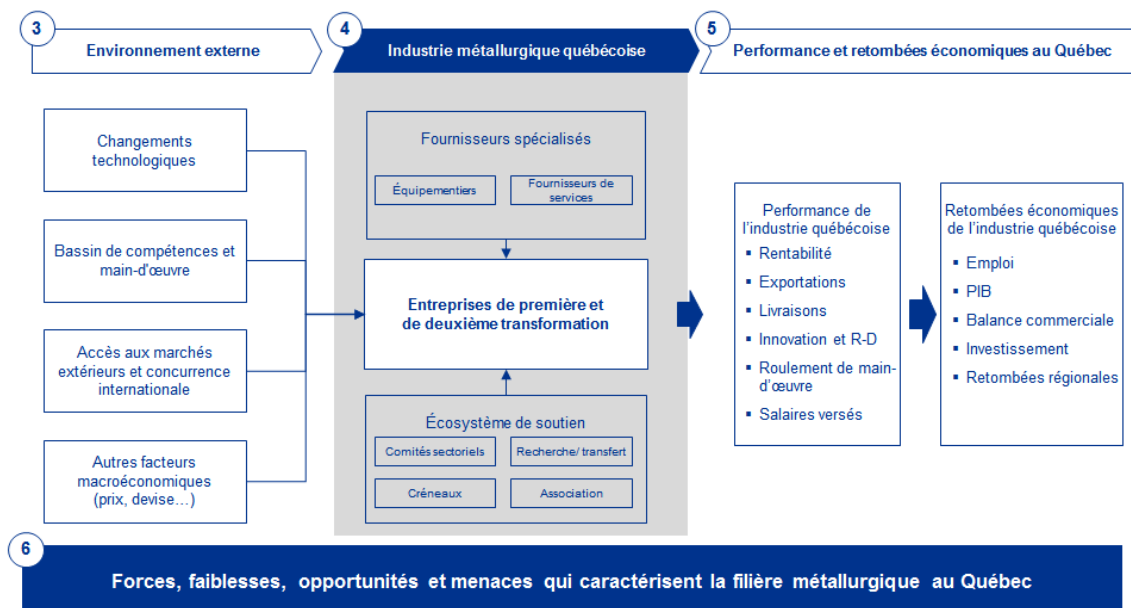 3
Environnement externe
4
Industrie métallurgique québécoise
5
Performance et retombées économiques au Québec
Changements
technologiques
Bassin de compétences et
main-d'œuvre
Accès aux marchés
extérieurs et concurrence
internationale
Autres facteurs
macroéconomiques
(prix, devise…)
Fournisseurs spécialisés
Équipementiers
Fournisseurs de
services
Entreprises de première et
de deuxième transformation
Écosystème de soutien
Comités sectoriels
Recherche/ transfert
Créneaux
Association
Performance de
l’industrie québécoise
▪ Rentabilité
▪ Exportations
▪ Livraisons
▪ Innovation et R-D
▪ Roulement de main-
d’œuvre
▪ Salaires versés
Retombées économiques
de l’industrie québécoise
▪ Emploi
▪ PIB
▪ Balance commerciale
▪ Investissement
▪ Retombées régionales
6
Forces, faiblesses, opportunités et menaces qui caractérisent la filière métallurgique au Québec